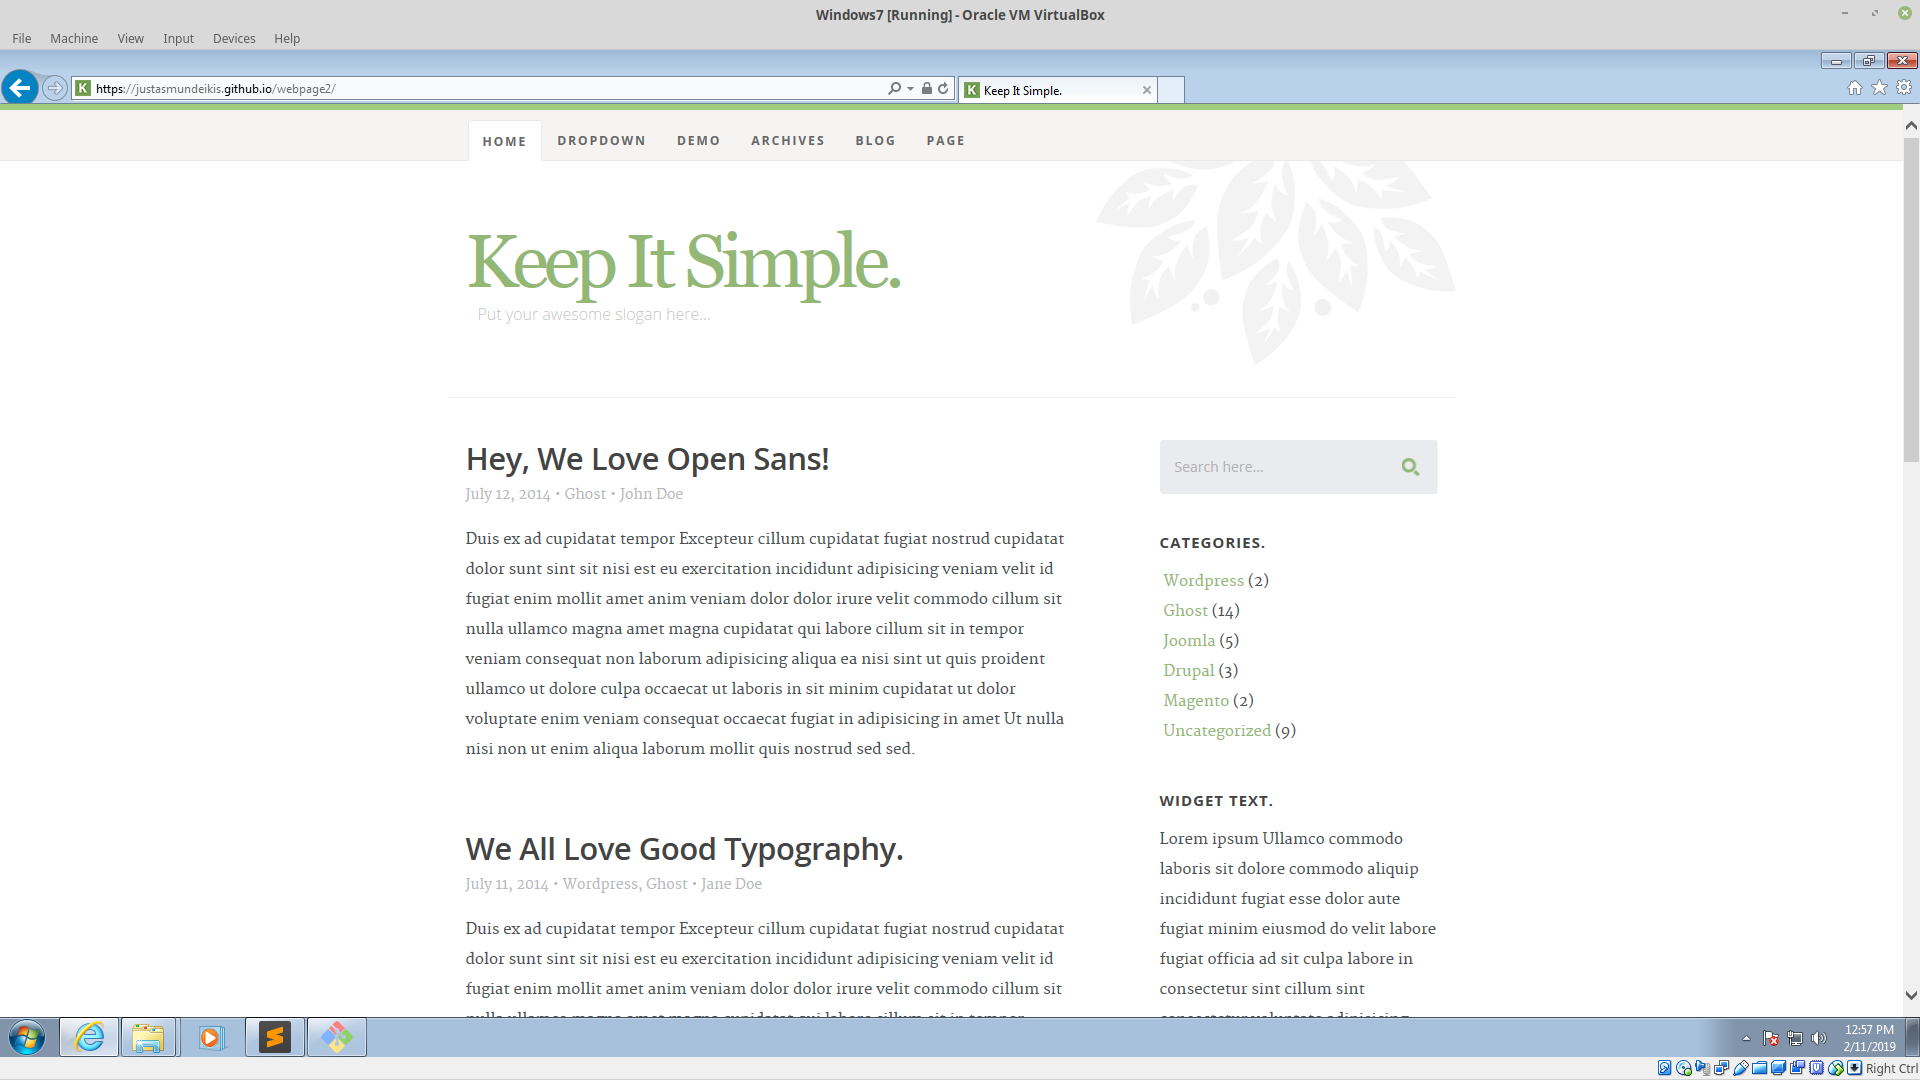 Windows7 [Running] - Oracle VM VirtualBox
File Machine View Input Devices Help
https://justasmundeikis.github.io/webpage2/
K Keep It Simple.
HOME DROPDOWN DEMO ARCHIVES BLOG PAGE
Keep It Simple.
Put your awesome slogan here...
Hey, We Love Open Sans!
July 12, 2014 • Ghost • John Doe
Duis ex ad cupidatat tempor Excepteur cillum cupidatat fugiat nostrud cupidatat
dolor sunt sint sit nisi est eu exercitation incididunt adipisicing veniam velit id
fugiat enim mollit amet anim veniam dolor dolor irure velit commodo cillum sit
nulla ullamco magna amet magna cupidatat qui labore cillum sit in tempor
veniam consequat non laborum adipisicing aliqua ea nisi sint ut quis proident
ullamco ut dolore culpa occaecat ut laboris in sit minim cupidatat ut dolor
voluptate enim veniam consequat occaecat fugiat in adipisicing in amet Ut nulla
nisi non ut enim aliqua laborum mollit quis nostrud sed sed.
We All Love Good Typography.
July 11, 2014 • Wordpress, Ghost • Jane Doe
Duis ex ad cupidatat tempor Excepteur cillum cupidatat fugiat nostrud cupidatat
dolor sunt sint sit nisi est eu exercitation incididunt adipisicing veniam velit id
fugiat enim mollit amet anim veniam dolor dolor irure velit commodo cillum sit
Search here...
CATEGORIES.
Wordpress (2)
Ghost (14)
Joomla (5)
Drupal (3)
Magento (2)
Uncategorized (9)
WIDGET TEXT.
Lorem ipsum Ullamco commodo
laboris sit dolore commodo aliquip
incididunt fugiat esse dolor aute
fugiat minim eiusmod do velit labore
fugiat officia ad sit culpa labore in
consectetur sint cillum sint
12:57 PM
2/11/2019
Right Ctrl